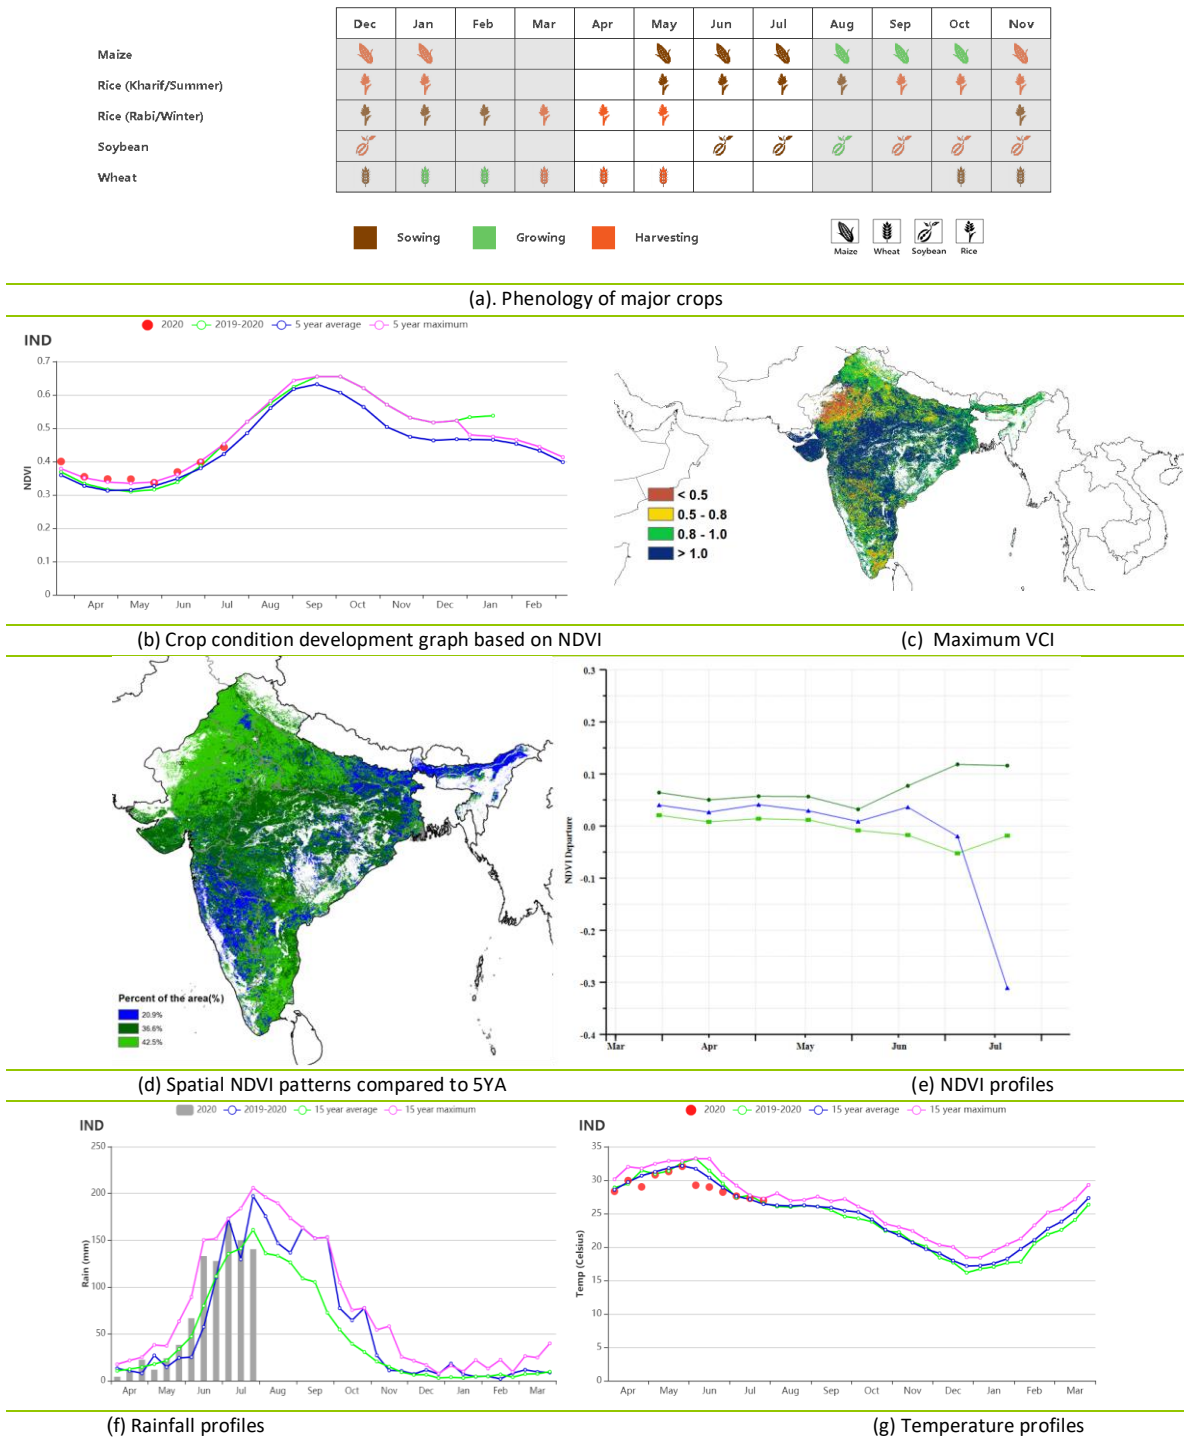 Dec Jan Feb Mar Apr May Jun Jul Aug Sep Oct Nov
Maize
Rice (Kharif/Summer)
Rice (Rabi/Winter)
Soybean
Wheat
Sowing Growing Harvesting
Maize Wheat Soybean Rice
(a). Phenology of major crops
2020 2019-2020 5 year average 5 year maximum
IND
0.7
0.6
0.5
0.4
0.3
0.2
0.1
0
NDVI
Apr May Jun Jul Aug Sep Oct Nov Dec Jan Feb
< 0.5
0.5 - 0.8
0.8 - 1.0
> 1.0
(b) Crop condition development graph based on NDVI
(c) Maximum VCI
Percent of the area(%)
20.9%
36.6%
42.5%
0.3
0.2
0.1
0.0
-0.1
-0.2
-0.3
-0.4
NDVI Departure
Mar Apr May Jun Jul
(d) Spatial NDVI patterns compared to 5YA
(e) NDVI profiles
2020 2019-2020 15 year average 15 year maximum
IND
250
200
150
100
50
0
Rain (mm)
Apr May Jun Jul Aug Sep Oct Nov Dec Jan Feb Mar
2020 2019-2020 15 year average 15 year maximum
IND
35
30
25
20
15
10
5
0
Temp (Celsius)
Apr May Jun Jul Aug Sep Oct Nov Dec Jan Feb Mar
(f) Rainfall profiles
(g) Temperature profiles